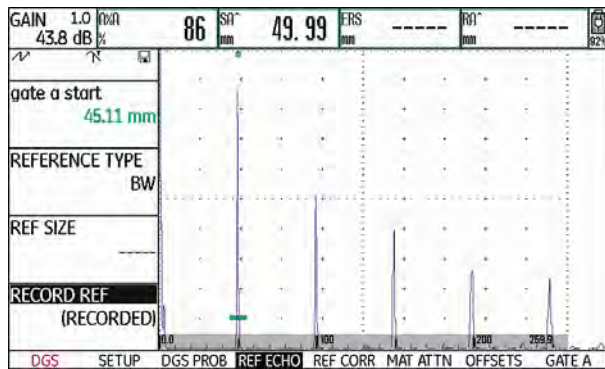 GAIN 1.0
43.8 dB
A%A
%
86
SA^
mm
49.99
ERS
mm
-----
RA^
mm
-----
92%
gate a start
45.11 mm
REFERENCE TYPE
BW
REF SIZE
----
RECORD REF
(RECORDED)
0.0 100 200 259.9
DGS SETUP DGS PROB REF ECHO REF CORR MAT ATTN OFFSETS GATE A